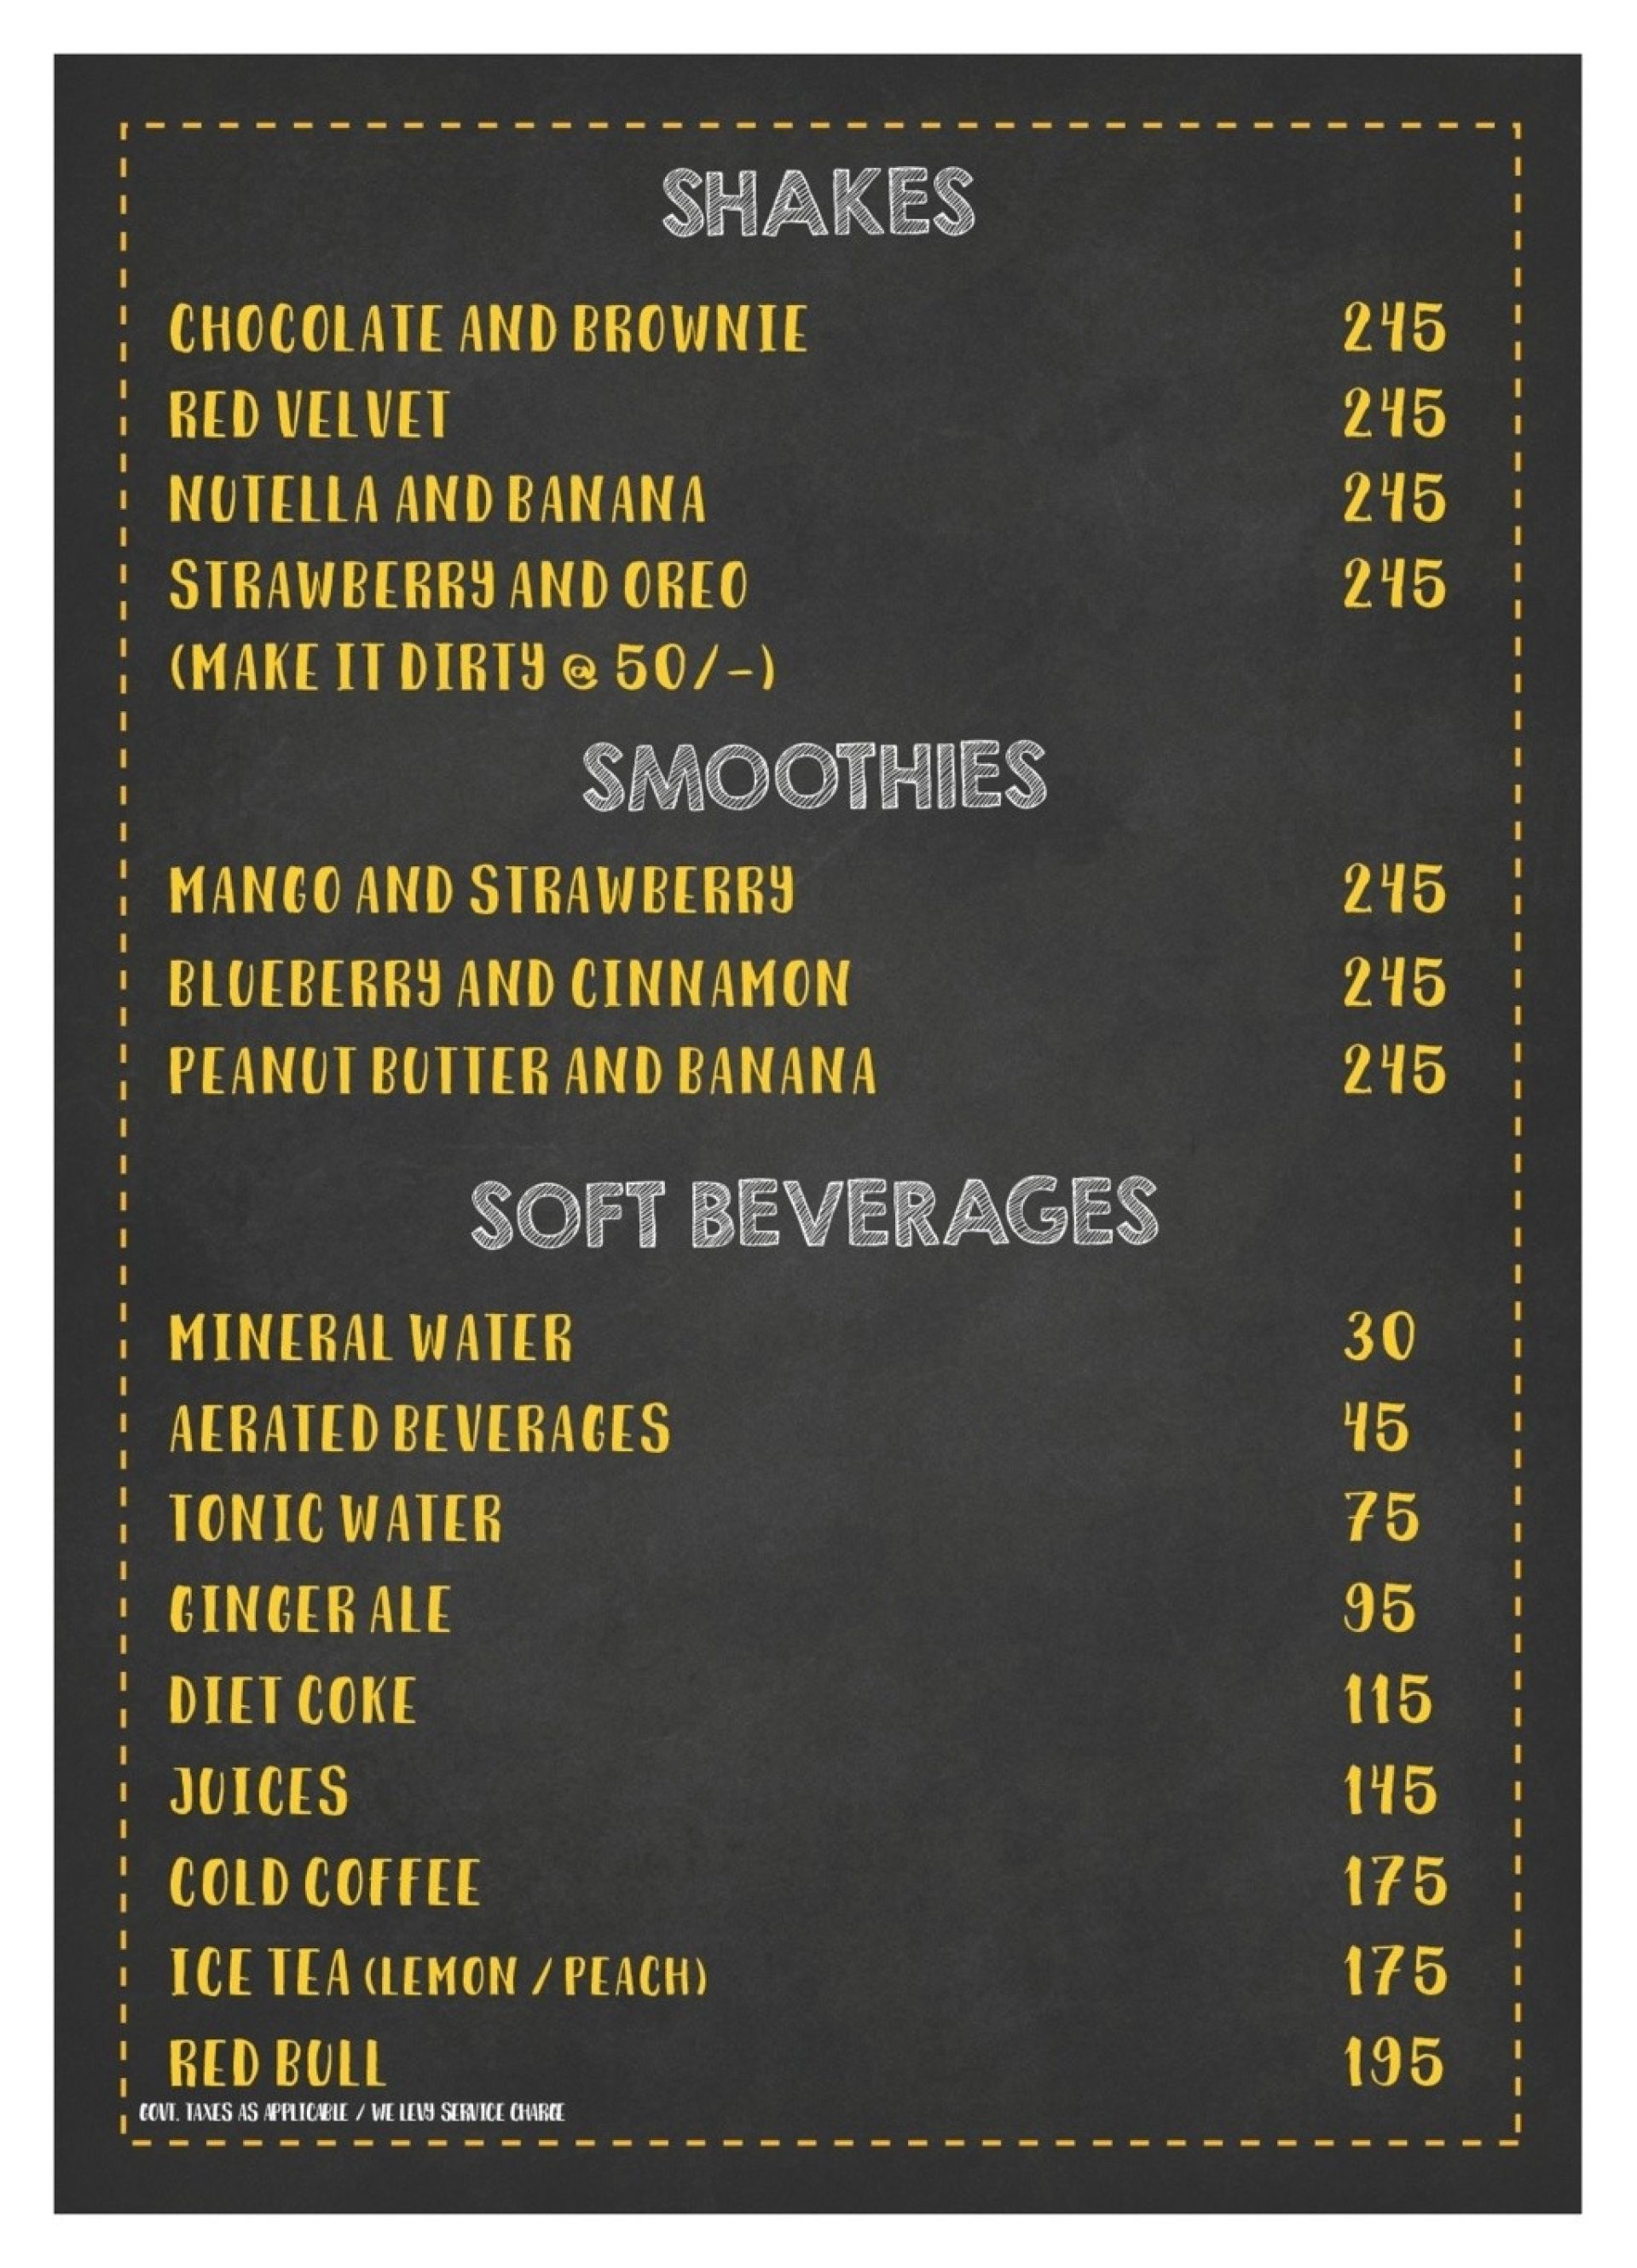 SHAKES
CHOCOLATE AND BROWNIE 245
RED VELVET 245
NUTELLA AND BANANA 245
STRAWBERRY AND OREO 245
(MAKE IT DIRTY @ 50/-)
SMOOTHIES
MANGO AND STRAWBERRY 245
BLUEBERRY AND CINNAMON 245
PEANUT BUTTER AND BANANA 245
SOFT BEVERAGES
MINERAL WATER 30
AERATED BEVERAGES 45
TONIC WATER 75
GINGER ALE 95
DIET COKE 115
JUICES 145
COLD COFFEE 175
ICE TEA (LEMON / PEACH) 175
RED BULL 195
GOVT. TAXES AS APPLICABLE / WE LEVY SERVICE CHARGE